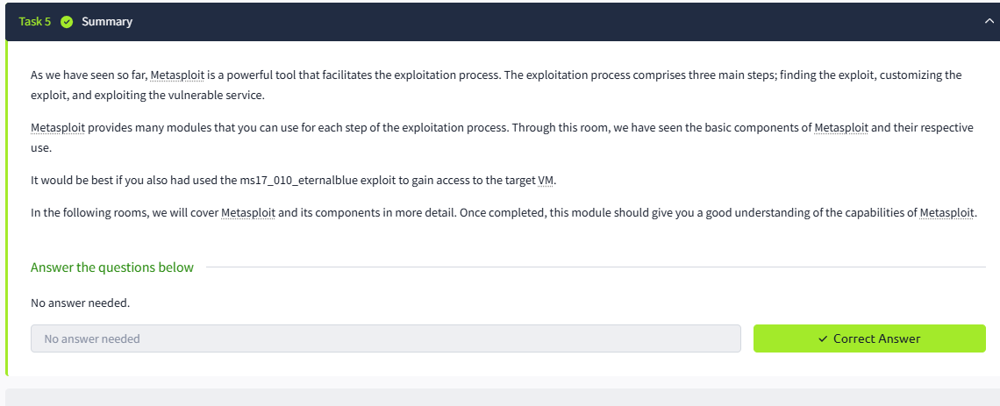 Task 5 Summary
As we have seen so far, Metasploit is a powerful tool that facilitates the exploitation process. The exploitation process comprises three main steps; finding the exploit, customizing the
exploit, and exploiting the vulnerable service.
Metasploit provides many modules that you can use for each step of the exploitation process. Through this room, we have seen the basic components of Metasploit and their respective
use.
It would be best if you also had used the ms17_010_eternalblue exploit to gain access to the target VM.
In the following rooms, we will cover Metasploit and its components in more detail. Once completed, this module should give you a good understanding of the capabilities of Metasploit.
Answer the questions below
No answer needed.
No answer needed
Correct Answer